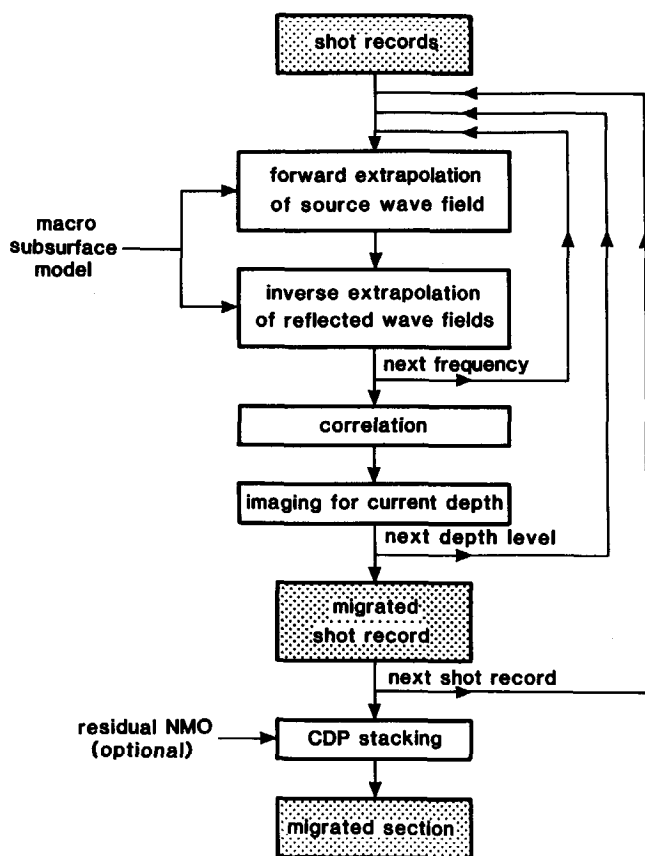 shot records
forward extrapolation
of source wave field
macro
subsurface
model
inverse extrapolation
of reflected wave fields
next frequency
correlation
imaging for current depth
next depth level
migrated
shot record
next shot record
residual NMO
(optional)
CDP stacking
migrated section